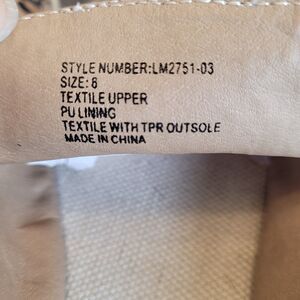 STYLE NUMBER:LM2751-03
SIZE: 8
TEXTILE UPPER
PU LINING
TEXTILE WITH TPR OUTSOLE
MADE IN CHINA